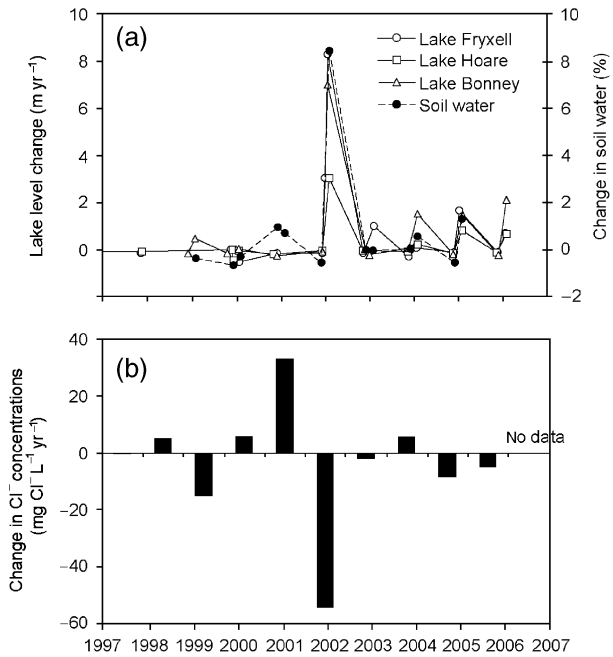 (a)
Lake Fryxell
Lake Hoare
Lake Bonney
Soil water
10
8
6
4
2
0
Lake level change (m yr⁻¹)
10
8
6
4
2
0
−2
Change in soil water (%)
(b)
No data
40
20
0
−20
−40
−60
Change in Cl⁻ concentrations
(mg Cl⁻ L⁻¹ yr⁻¹)
1997 1998 1999 2000 2001 2002 2003 2004 2005 2006 2007